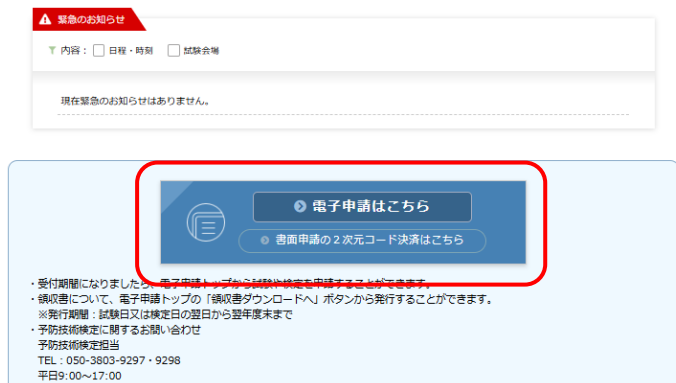 緊急のお知らせ
内容： 日程・時刻 試験会場
現在緊急のお知らせはありません。
電子申請はこちら
書面申請の２次元コード決済はこちら
・受付期間になりましたら、電子申請トップから試験や検定を申請することができます。
・領収書について、電子申請トップの「領収書ダウンロードへ」ボタンから発行することができます。
※発行期間：試験日又は検定日の翌日から翌年度末まで
・予防技術検定に関するお問い合わせ
予防技術検定担当
TEL：050-3803-9297・9298
平日9:00～17:00